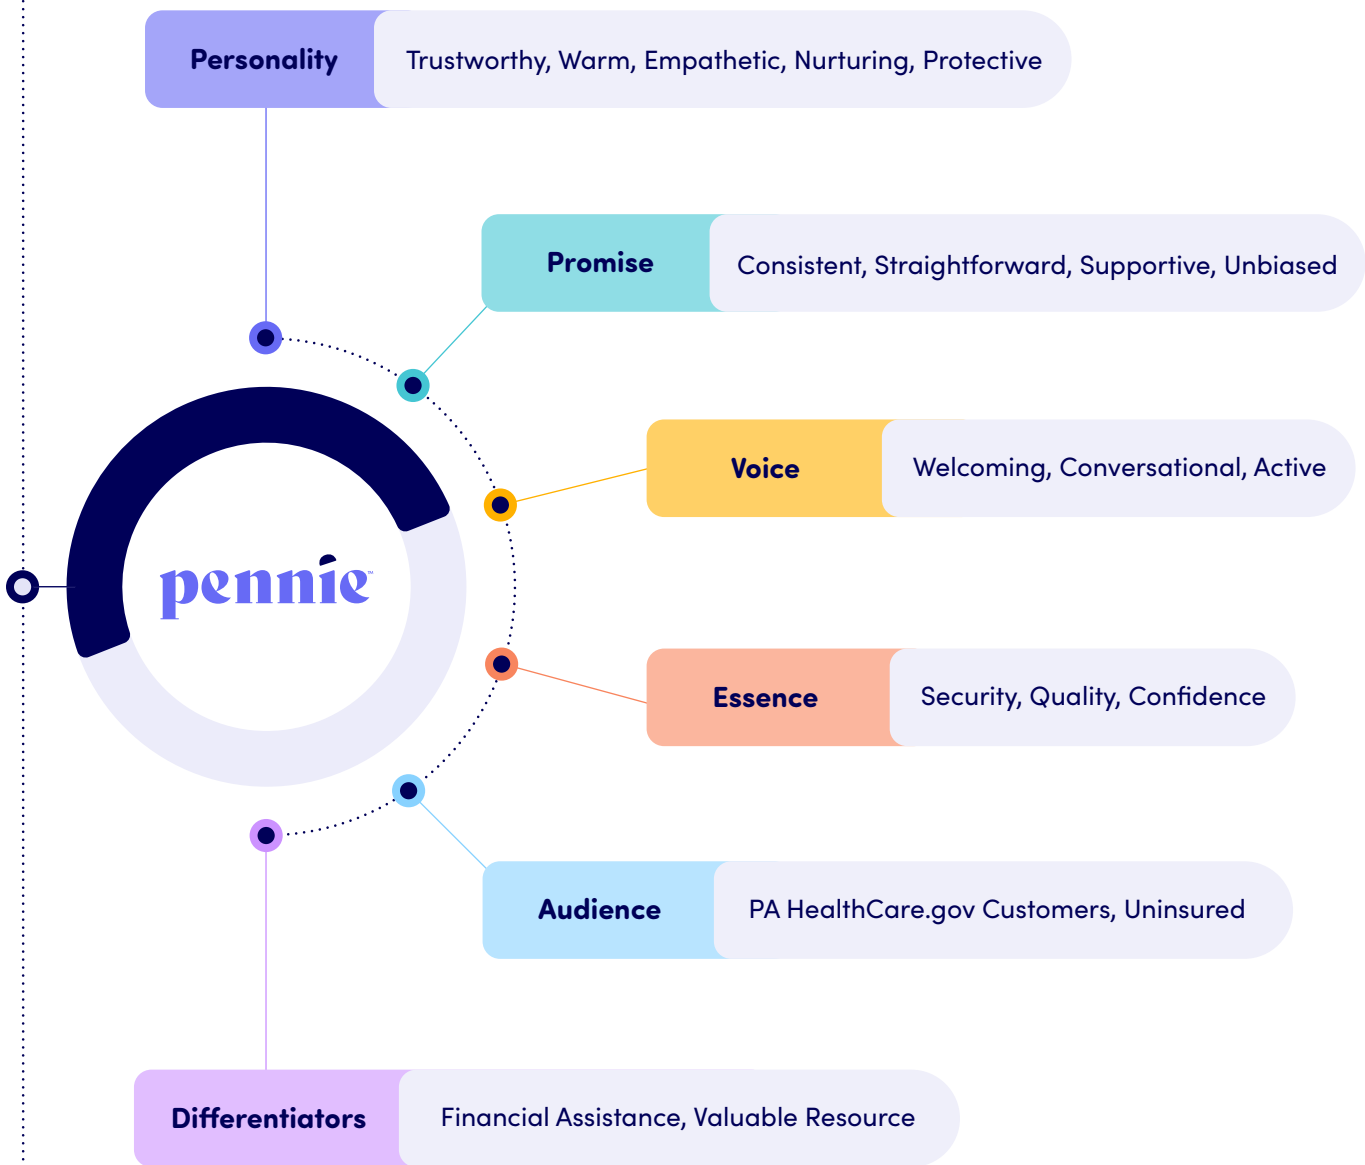 Personality
Trustworthy, Warm, Empathetic, Nurturing, Protective
Promise
Consistent, Straightforward, Supportive, Unbiased
Voice
Welcoming, Conversational, Active
pennie™
Essence
Security, Quality, Confidence
Audience
PA HealthCare.gov Customers, Uninsured
Differentiators
Financial Assistance, Valuable Resource